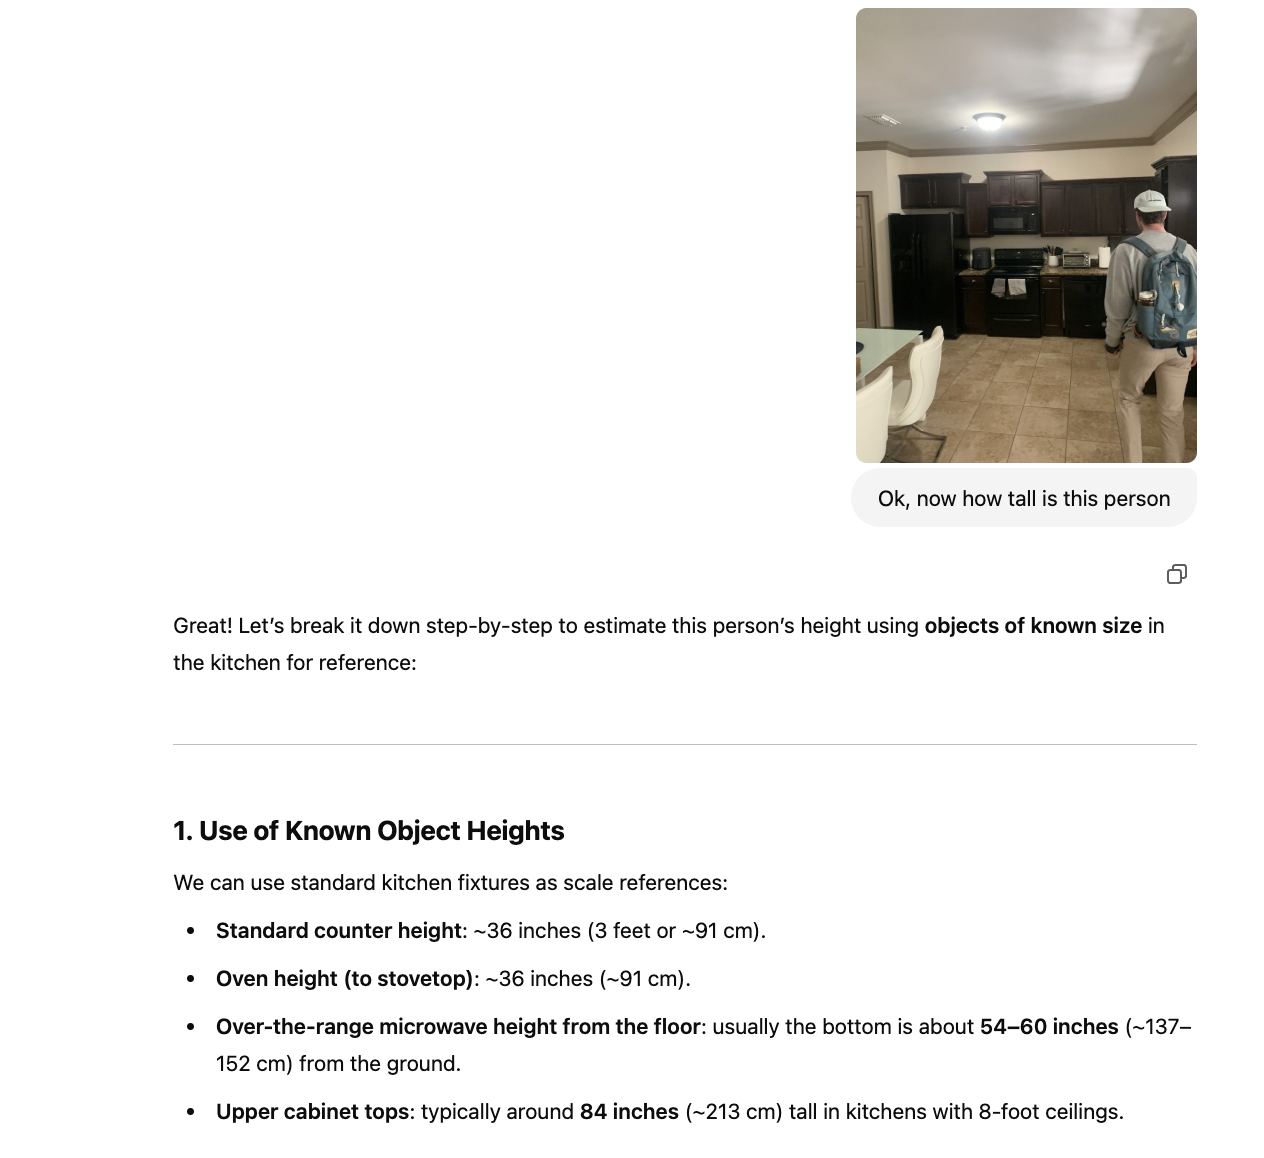 Ok, now how tall is this person
Great! Let’s break it down step-by-step to estimate this person’s height using objects of known size in
the kitchen for reference:
1. Use of Known Object Heights
We can use standard kitchen fixtures as scale references:
• Standard counter height: ~36 inches (3 feet or ~91 cm).
• Oven height (to stovetop): ~36 inches (~91 cm).
• Over-the-range microwave height from the floor: usually the bottom is about 54–60 inches (~137–
152 cm) from the ground.
• Upper cabinet tops: typically around 84 inches (~213 cm) tall in kitchens with 8-foot ceilings.